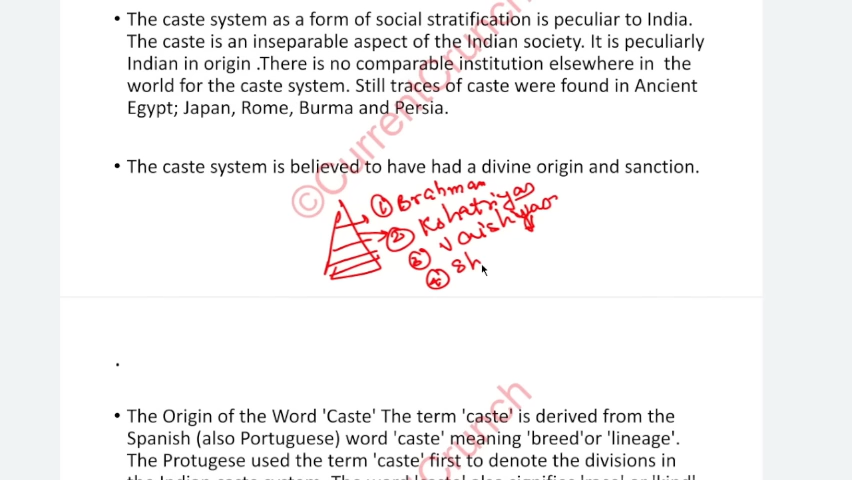 • The caste system as a form of social stratification is peculiar to India.
The caste is an inseparable aspect of the Indian society. It is peculiarly
Indian in origin .There is no comparable institution elsewhere in the
world for the caste system. Still traces of caste were found in Ancient
Egypt; Japan, Rome, Burma and Persia.
• The caste system is believed to have had a divine origin and sanction.
©CurrentCrunch
① Brahman
② Kshatriyas
③ Vaishyas
④ Sh
.
• The Origin of the Word 'Caste' The term 'caste' is derived from the
Spanish (also Portuguese) word 'caste' meaning 'breed'or 'lineage'.
The Protugese used the term 'caste' first to denote the divisions in